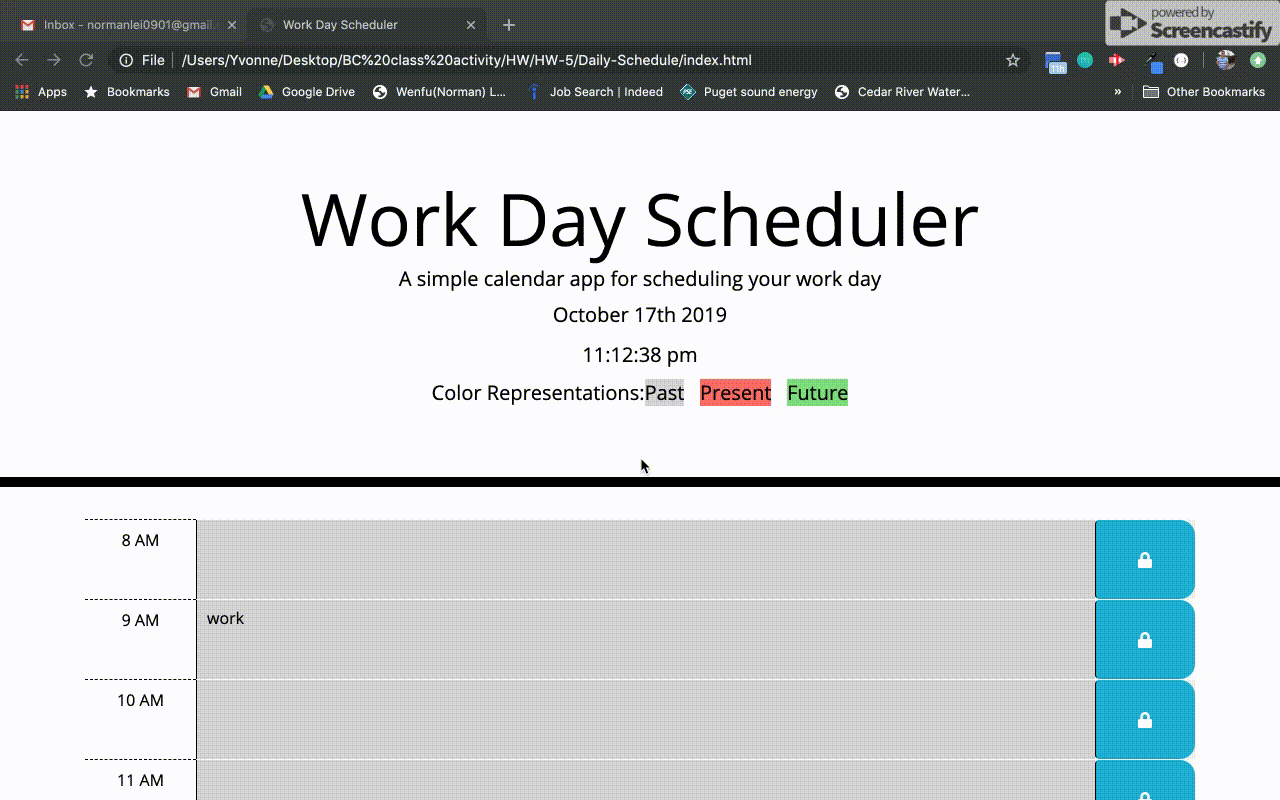 Inbox - normanlei0901@gmail.
Work Day Scheduler
powered by
Screencastify
File | /Users/Yvonne/Desktop/BC%20class%20activity/HW/HW-5/Daily-Schedule/index.html
11h
Apps Bookmarks Gmail Google Drive Wenfu(Norman) L... Job Search | Indeed Puget sound energy Cedar River Water... » Other Bookmarks
Work Day Scheduler
A simple calendar app for scheduling your work day
October 17th 2019
11:12:38 pm
Color Representations:Past Present Future
8 AM
9 AM work
10 AM
11 AM